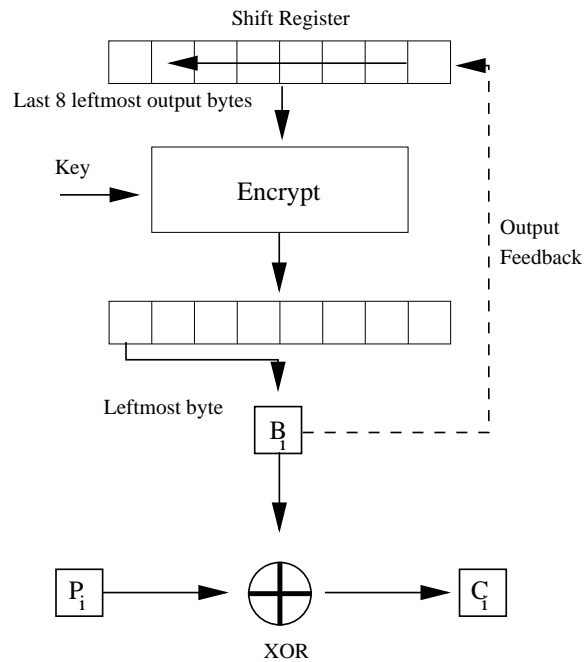 Shift Register
Last 8 leftmost output bytes
Key
Encrypt
Output
Feedback
Leftmost byte
B i
P i
C i
XOR